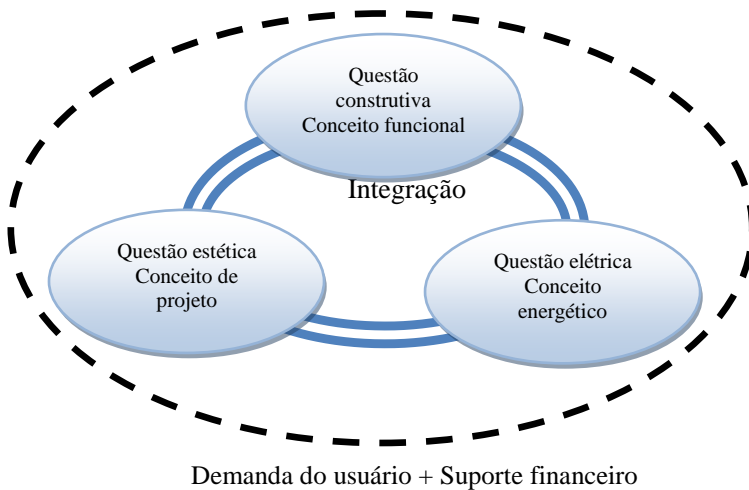 Questão
construtiva
Conceito funcional
Integração
Questão estética
Conceito de
projeto
Questão elétrica
Conceito
energético
Demanda do usuário + Suporte financeiro